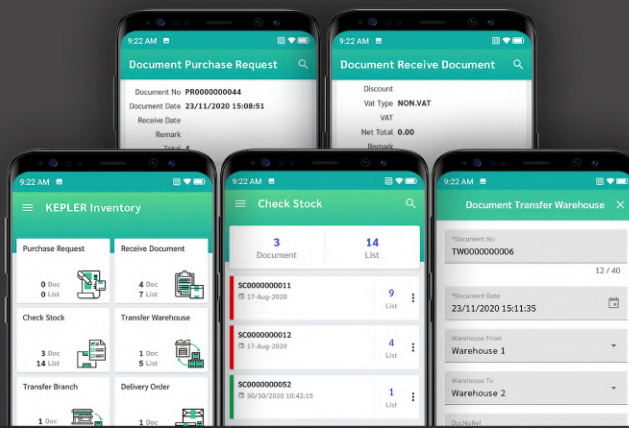 9:22 AM
Document Purchase Request
Document No PR0000000044
Document Date 23/11/2020 15:08:51
Receive Date
Remark
Total 4
9:22 AM
Document Receive Document
Discount
Vat Type NON.VAT
VAT
Net Total 0.00
Remark
9:22 AM
KEPLER Inventory
Purchase Request
0 Doc
0 List
Receive Document
4 Doc
7 List
Check Stock
3 Doc
14 List
Transfer Warehouse
1 Doc
5 List
Transfer Branch
1 Doc
Delivery Order
1 Doc
9:22 AM
Check Stock
3
Document
14
List
SC0000000011
17-Aug-2020
9
List
SC0000000012
17-Aug-2020
4
List
SC0000000052
30/10/2020 10:42:15
1
List
9:22 AM
Document Transfer Warehouse
*Document No
TW0000000006
12 / 40
*Document Date
23/11/2020 15:11:35
Warehouse From
Warehouse 1
Warehouse To
Warehouse 2
DocNoRef